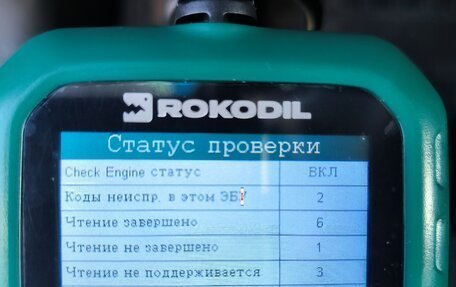 ROKODIL
Статус проверки
Check Engine статус ВКЛ
Коды неиспр. в этом ЭБУ 2
Чтение завершено 6
Чтение не завершено 1
Чтение не поддерживается 3